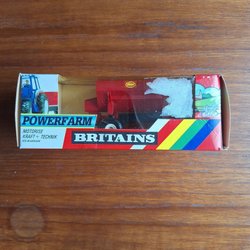 POWERFARM
MOTORISE
KRAFT + TECHNIK
BRITAINS